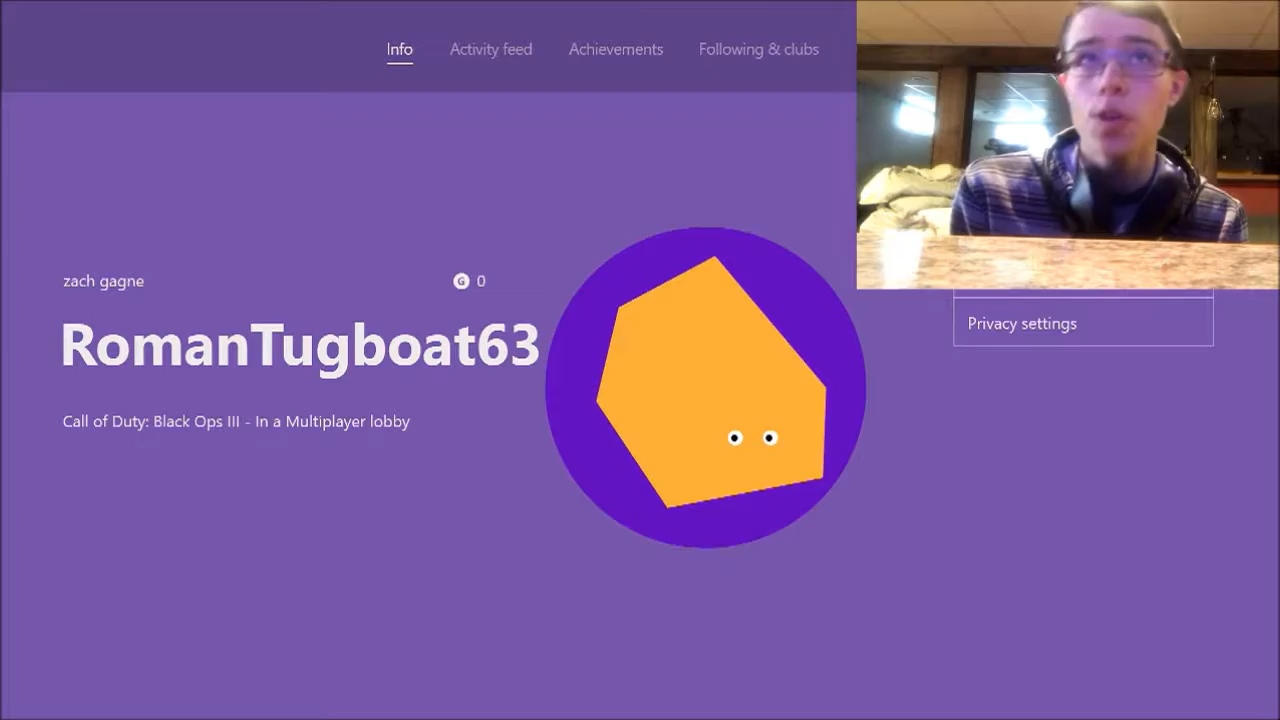 Info Activity feed Achievements Following & clubs
zach gagne G 0
RomanTugboat63
Call of Duty: Black Ops III - In a Multiplayer lobby
Privacy settings